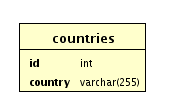 countries
id int
country varchar(255)